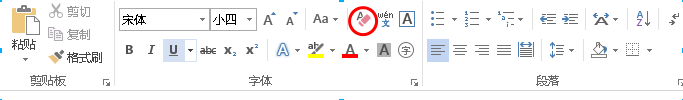 剪切 宋体 小四 A A Aa A wén 文 A
粘贴 复制
格式刷 B I U abc X₂ X² A ab A A 字
剪贴板 字体 段落